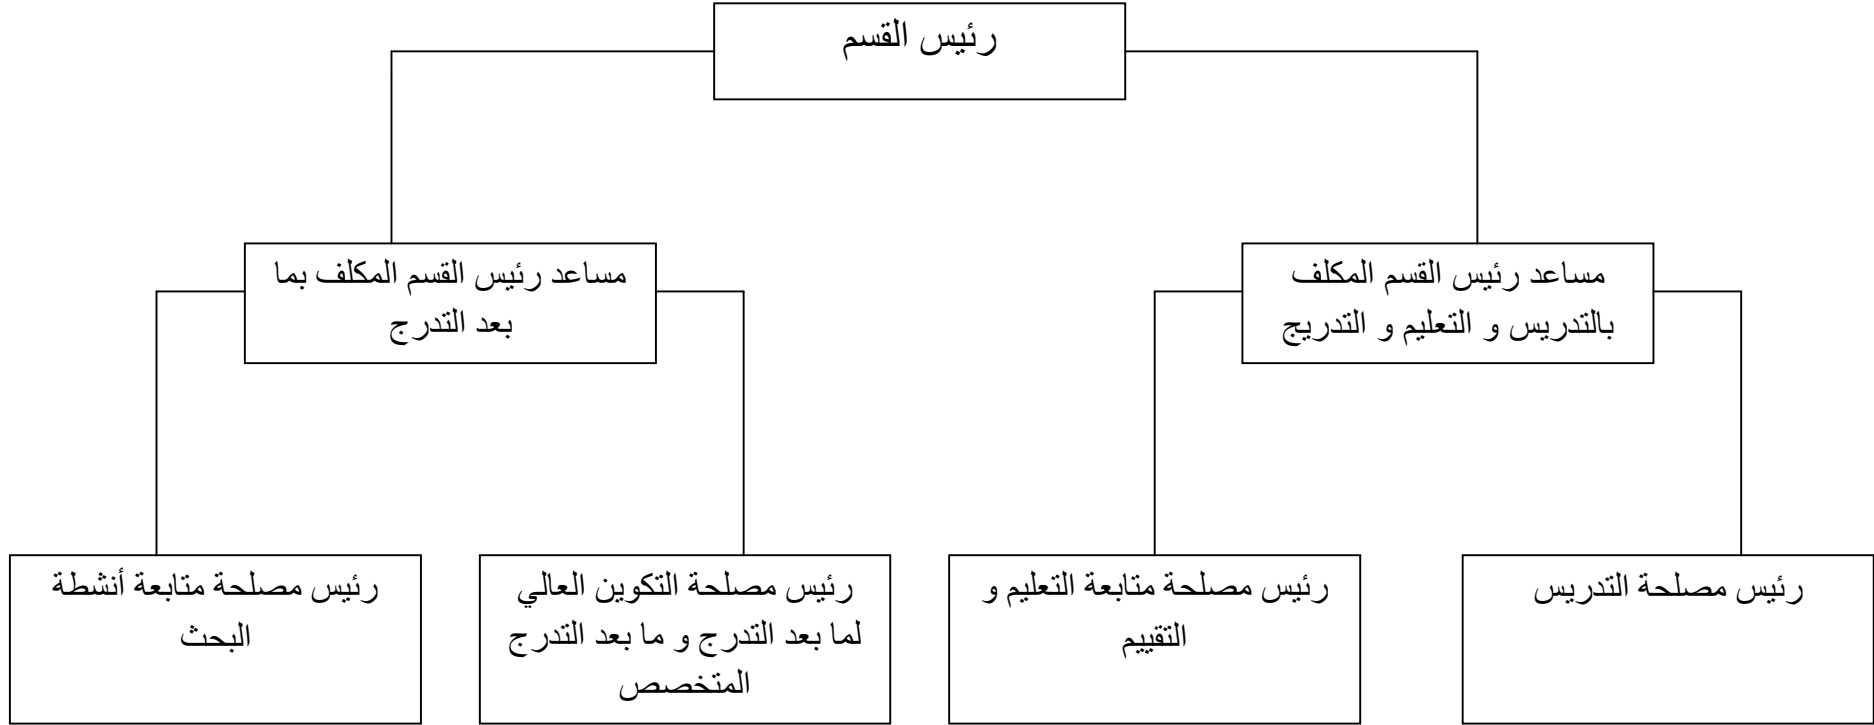 رئيس القسم
مساعد رئيس القسم المكلف
بالتدريس و التعليم و التدريج
مساعد رئيس القسم المكلف بما
بعد التدرج
رئيس مصلحة التدريس
رئيس مصلحة متابعة التعليم و
التقييم
رئيس مصلحة التكوين العالي
لما بعد التدرج و ما بعد التدرج
المتخصص
رئيس مصلحة متابعة أنشطة
البحث